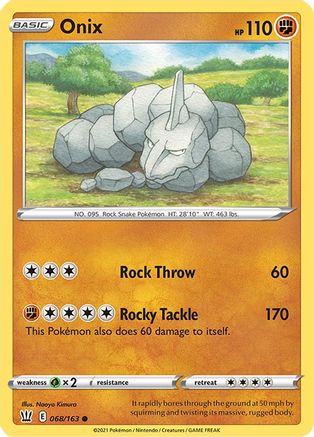 BASIC Onix HP 110
NO. 095 Rock Snake Pokémon HT: 28'10" WT: 463 lbs.
Rock Throw 60
Rocky Tackle 170
This Pokémon also does 60 damage to itself.
weakness ×2 resistance retreat
Illus. Naoyo Kimura
It rapidly bores through the ground at 50 mph by
squirming and twisting its massive, rugged body.
E 068/163
©2021 Pokémon / Nintendo / Creatures / GAME FREAK